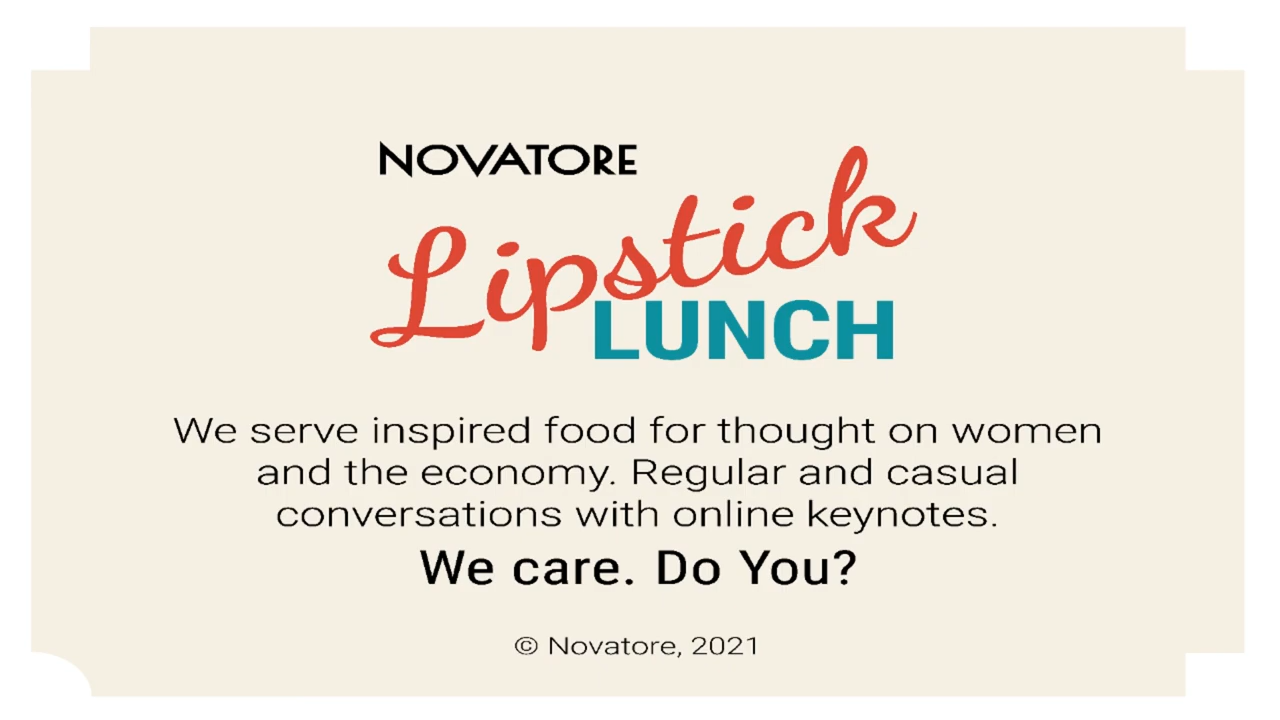 NOVATORE
Lipstick
LUNCH
We serve inspired food for thought on women
and the economy. Regular and casual
conversations with online keynotes.
We care. Do You?
© Novatore, 2021